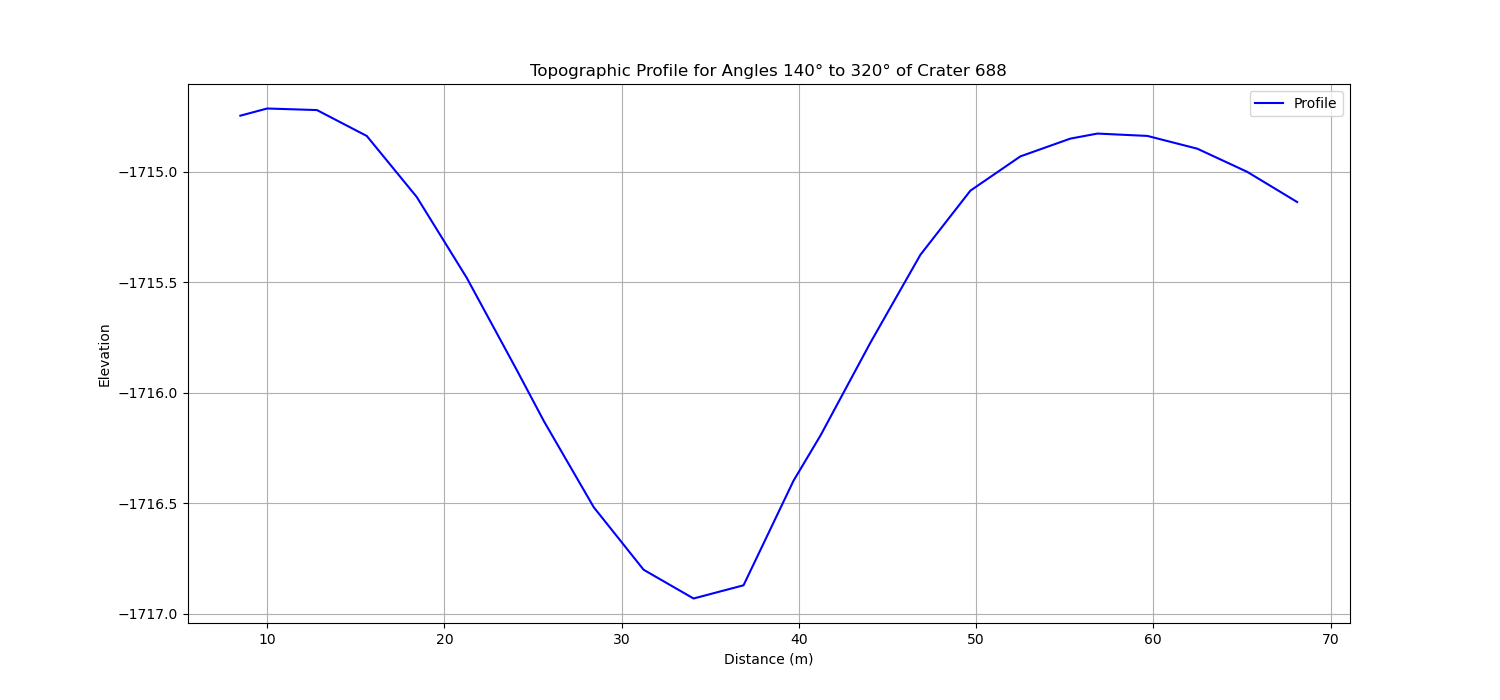 Topographic Profile for Angles 140° to 320° of Crater 688
Profile
Elevation
−1715.0
−1715.5
−1716.0
−1716.5
−1717.0
10 20 30 40 50 60 70
Distance (m)